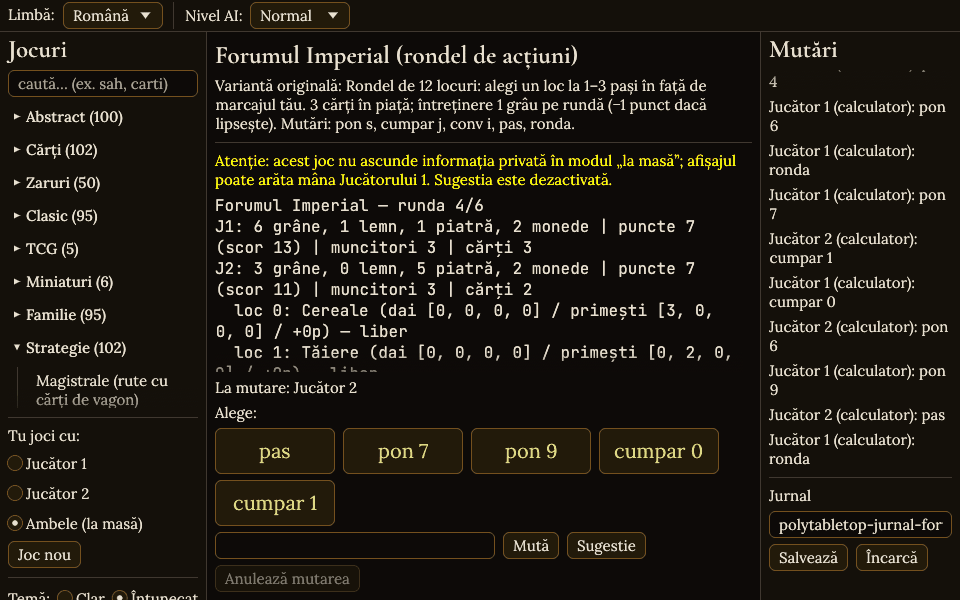 Limbă: Română ▼ Nivel AI: Normal ▼
Jocuri
caută... (ex. sah, carti)
▸ Abstract (100)
▸ Cărți (102)
▸ Zaruri (50)
▸ Clasic (95)
▸ TCG (5)
▸ Miniaturi (6)
▸ Familie (95)
▾ Strategie (102)
Magistrale (rute cu
cărți de vagon)
Tu joci cu:
Jucător 1
Jucător 2
Ambele (la masă)
Joc nou
Temă: Clar Întunecat
Forumul Imperial (rondel de acțiuni)
Variantă originală: Rondel de 12 locuri: alegi un loc la 1–3 pași în față de
marcajul tău. 3 cărți în piață; întreținere 1 grâu pe rundă (−1 punct dacă
lipsește). Mutări: pon s, cumpar j, conv i, pas, ronda.
Atenție: acest joc nu ascunde informația privată în modul „la masă”; afișajul
poate arăta mâna Jucătorului 1. Sugestia este dezactivată.
Forumul Imperial — runda 4/6
J1: 6 grâne, 1 lemn, 1 piatră, 2 monede | puncte 7
(scor 13) | muncitori 3 | cărți 3
J2: 3 grâne, 0 lemn, 5 piatră, 2 monede | puncte 7
(scor 11) | muncitori 3 | cărți 2
loc 0: Cereale (dai [0, 0, 0, 0] / primești [3, 0,
0, 0] / +0p) — liber
loc 1: Tăiere (dai [0, 0, 0, 0] / primești [0, 2, 0,
0] / +0p) — liber
La mutare: Jucător 2
Alege:
pas
pon 7
pon 9
cumpar 0
cumpar 1
Mută
Sugestie
Anulează mutarea
Mutări
4
Jucător 1 (calculator): pon
6
Jucător 1 (calculator):
ronda
Jucător 1 (calculator): pon
7
Jucător 2 (calculator):
cumpar 1
Jucător 1 (calculator):
cumpar 0
Jucător 2 (calculator): pon
6
Jucător 1 (calculator): pon
9
Jucător 2 (calculator): pas
Jucător 1 (calculator):
ronda
Jurnal
polytabletop-jurnal-for
Salvează
Încarcă